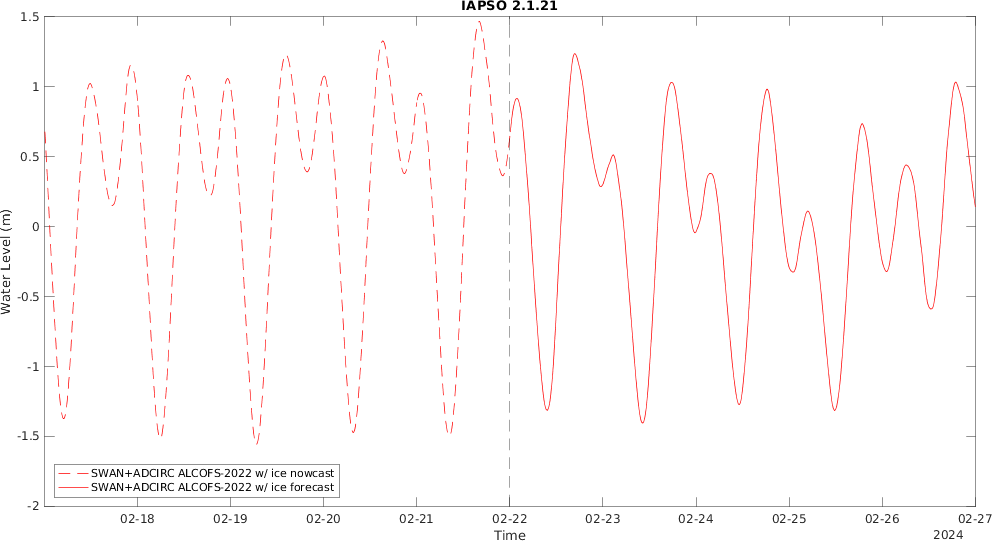 IAPSO 2.1.21
1.5
1
0.5
0
-0.5
-1
-1.5
-2
Water Level (m)
SWAN+ADCIRC ALCOFS-2022 w/ ice nowcast
SWAN+ADCIRC ALCOFS-2022 w/ ice forecast
02-18 02-19 02-20 02-21 02-22 02-23 02-24 02-25 02-26 02-27
Time
2024